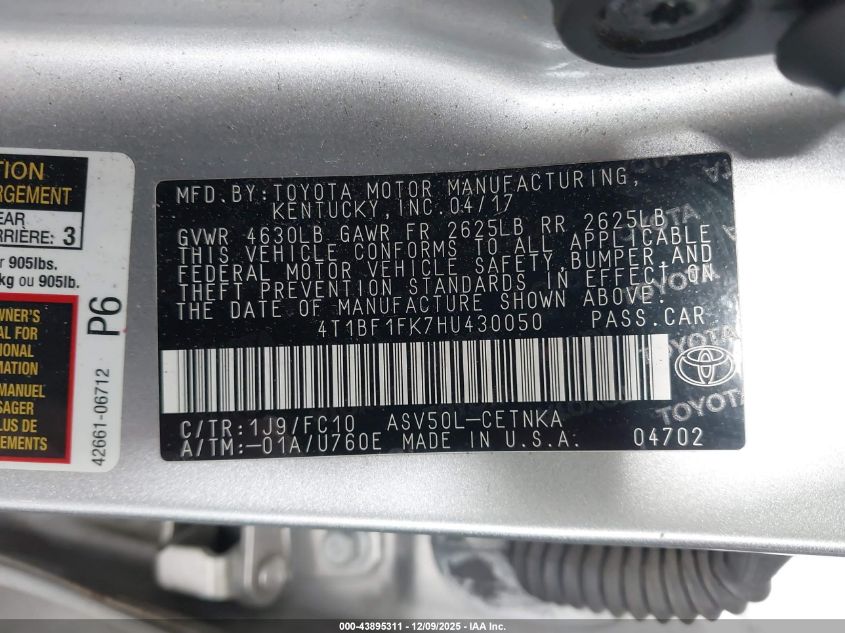 TION
RGEMENT
EAR
RRIÈRE: 3
r 905lbs.
kg ou 905lb.
WNER'S
AL FOR
IONAL
MATION
MANUEL
SAGER
LUS DE
P6
42661-06712
MFD.BY:TOYOTA MOTOR MANUFACTURING,
KENTUCKY,INC.04/17
GVWR 4630LB GAWR FR 2625LB RR 2625LB
THIS VEHICLE CONFORMS TO ALL APPLICABLE
FEDERAL MOTOR VEHICLE SAFETY,BUMPER,AND
THEFT PREVENTION STANDARDS IN EFFECT ON
THE DATE OF MANUFACTURE SHOWN ABOVE.
4T1BF1FK7HU430050 PASS.CAR
C/TR:1J9/FC10 ASV50L-CETNKA
A/TM:-01A/U760E MADE IN U.S.A. 04702
TOYOTA
TOYOTA
TOYOTA
TOYOTA
000-43895311 - 12/09/2025 - IAA Inc.